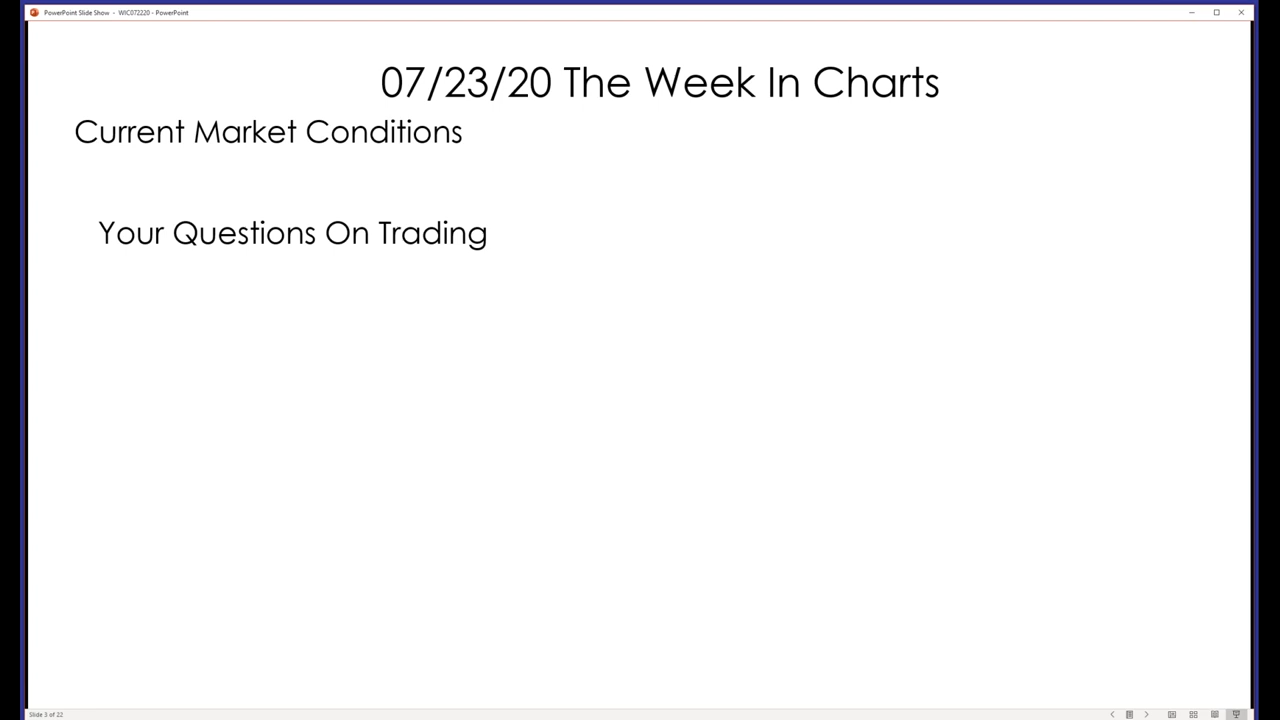 PowerPoint Slide Show - WIC072220 - PowerPoint
07/23/20 The Week In Charts
Current Market Conditions
Your Questions On Trading
Slide 3 of 22